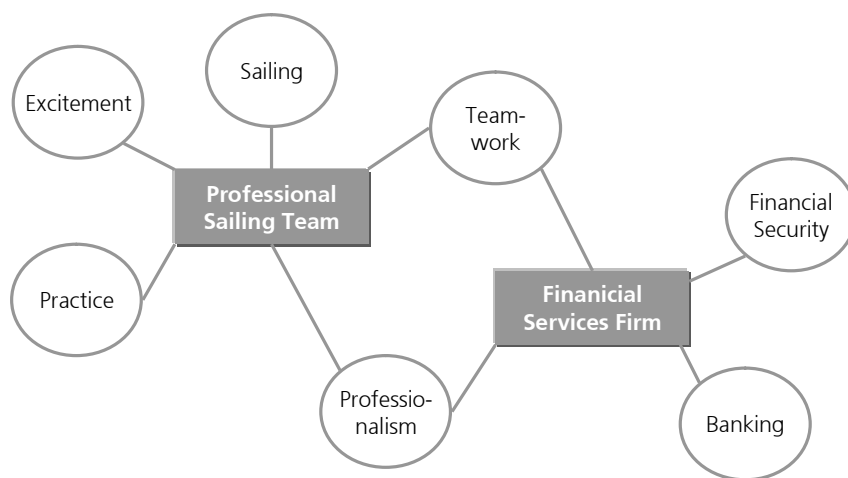 Sailing
Excitement
Team-
work
Professional
Sailing Team
Financial
Security
Practice
Finanicial
Services Firm
Professio-
nalism
Banking